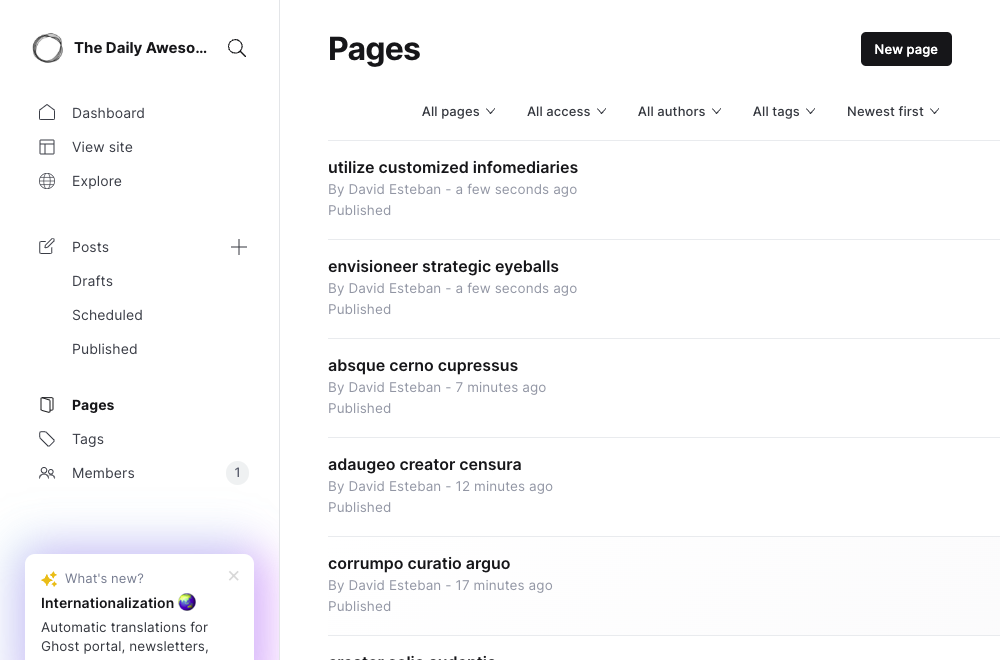 The Daily Aweso...
Dashboard
View site
Explore
Posts
Drafts
Scheduled
Published
Pages
Tags
Members 1
What's new?
Internationalization
Automatic translations for
Ghost portal, newsletters,
Pages
New page
All pages All access All authors All tags Newest first
utilize customized infomediaries
By David Esteban - a few seconds ago
Published
envisioneer strategic eyeballs
By David Esteban - a few seconds ago
Published
absque cerno cupressus
By David Esteban - 7 minutes ago
Published
adaugeo creator censura
By David Esteban - 12 minutes ago
Published
corrumpo curatio arguo
By David Esteban - 17 minutes ago
Published